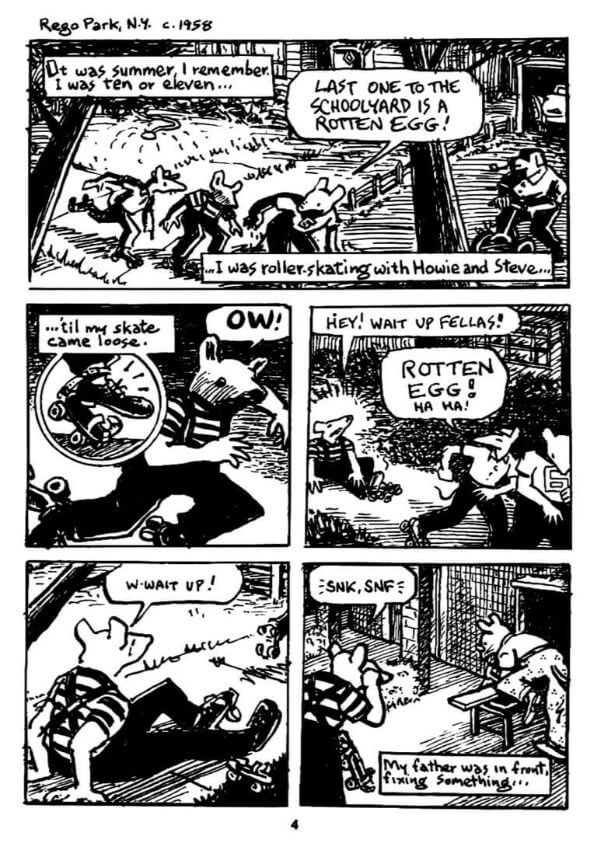 Rego Park, N.Y. c. 1958
It was summer, I remember.
I was ten or eleven...
LAST ONE TO THE
SCHOOLYARD IS A
ROTTEN EGG!
...I was roller-skating with Howie and Steve...
...'til my skate
came loose.
OW!
HEY! WAIT UP FELLAS!
ROTTEN
EGG!
HA HA!
W-WAIT UP!
SNK, SNF
My father was in front,
fixing something...
4